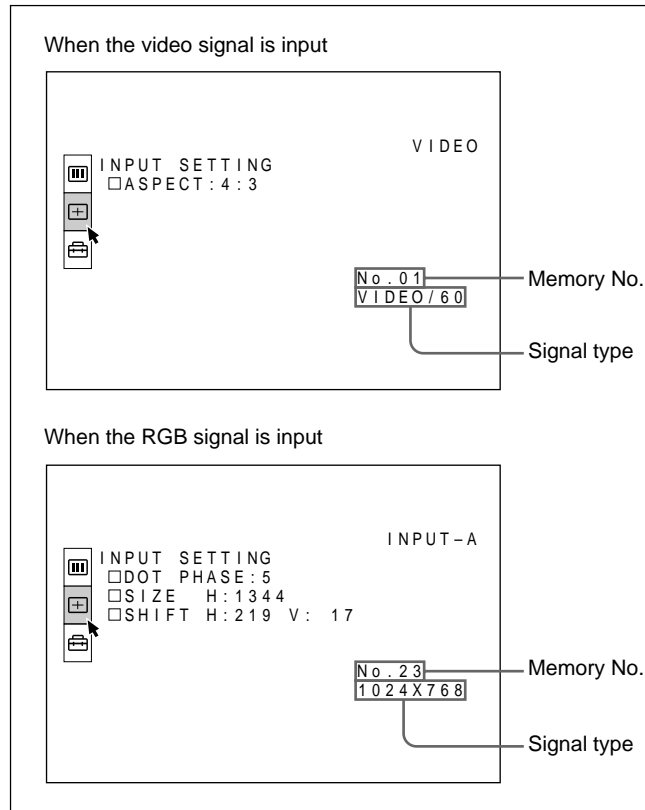 When the video signal is input
VIDEO
INPUT SETTING
□ASPECT:4:3
No.01
Memory No.
VIDEO/60
Signal type
When the RGB signal is input
INPUT–A
INPUT SETTING
□DOT PHASE:5
□SIZE H:1344
□SHIFT H:219 V: 17
No.23
Memory No.
1024X768
Signal type